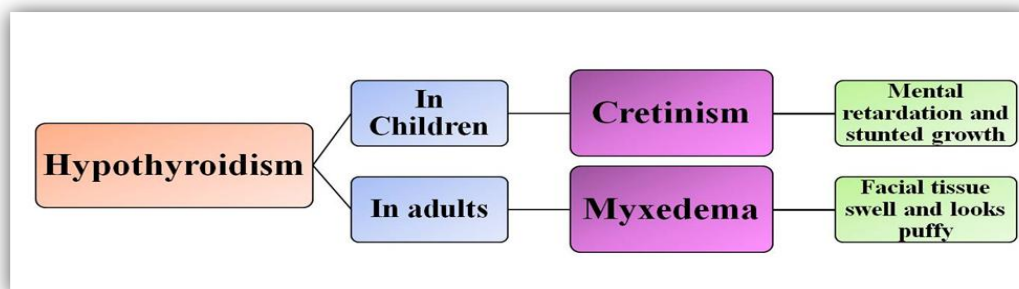 Hypothyroidism
In
Children
Cretinism
Mental
retardation and
stunted growth
In adults
Myxedema
Facial tissue
swell and looks
puffy